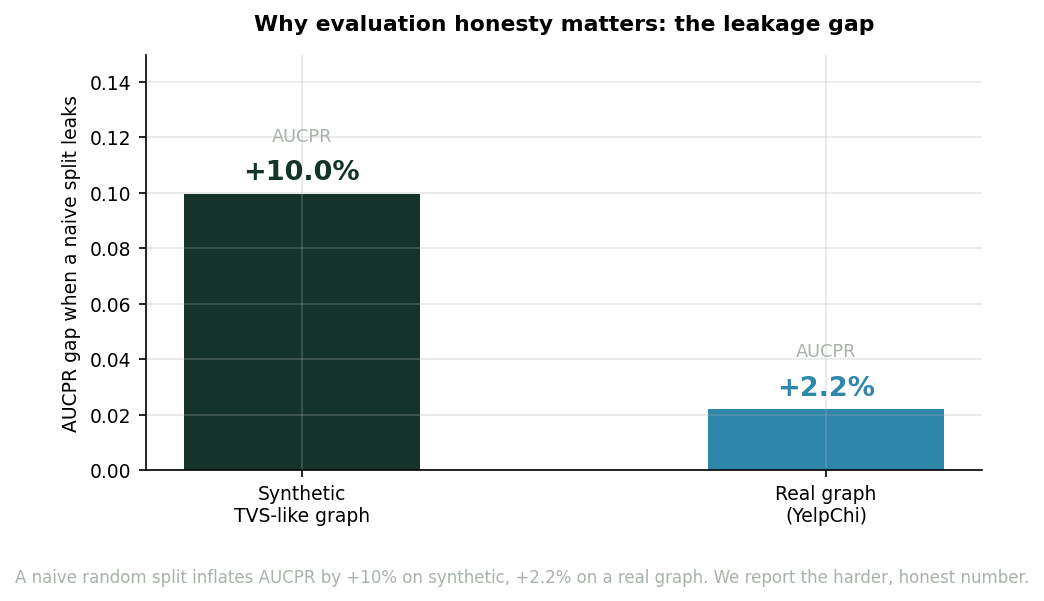 Why evaluation honesty matters: the leakage gap
AUCPR gap when a naive split leaks
0.14
0.12
0.10
0.08
0.06
0.04
0.02
0.00
AUCPR
+10.0%
AUCPR
+2.2%
Synthetic
TVS-like graph
Real graph
(YelpChi)
A naive random split inflates AUCPR by +10% on synthetic, +2.2% on a real graph. We report the harder, honest number.